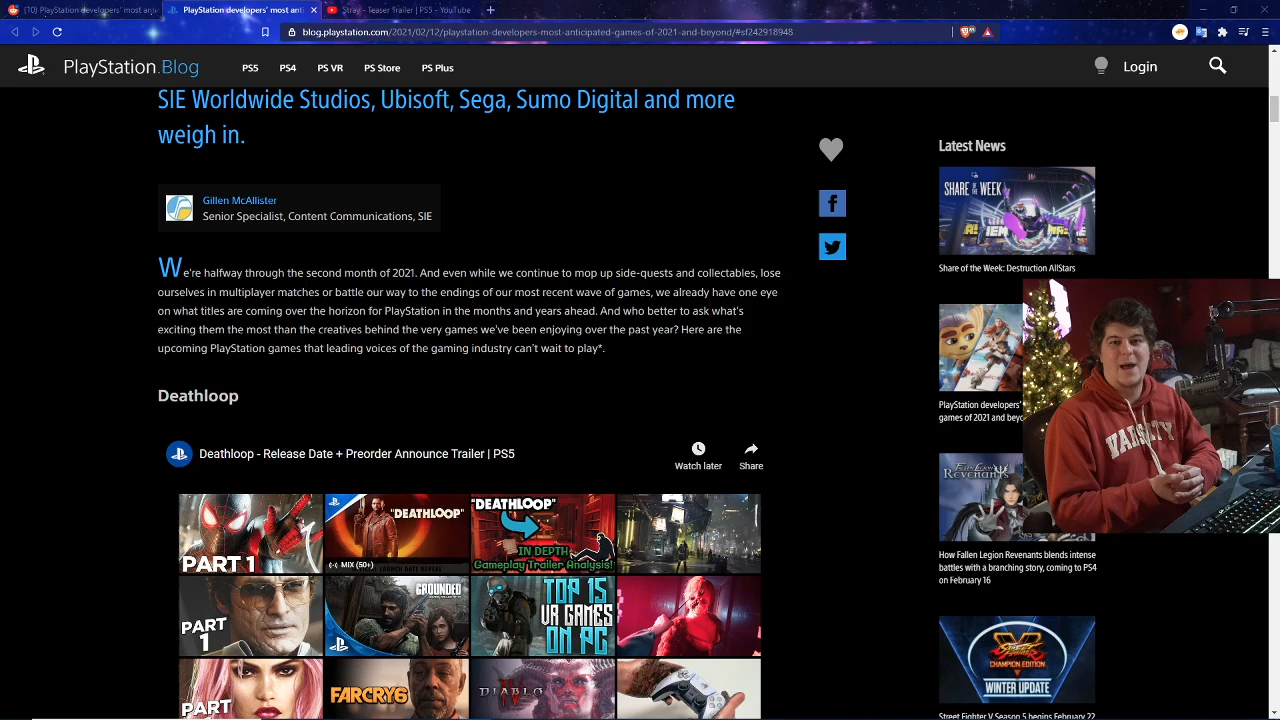 (10) PlayStation developers' most anti
PlayStation developers' most anti
Stray - Teaser Trailer | PS5 - YouTube
blog.playstation.com/2021/02/12/playstation-developers-most-anticipated-games-of-2021-and-beyond/#sf242918948
PlayStation.Blog
PS5
PS4
PS VR
PS Store
PS Plus
Login
SIE Worldwide Studios, Ubisoft, Sega, Sumo Digital and more
weigh in.
Gillen McAllister
Senior Specialist, Content Communications, SIE
We're halfway through the second month of 2021. And even while we continue to mop up side-quests and collectables, lose
ourselves in multiplayer matches or battle our way to the endings of our most recent wave of games, we already have one eye
on what titles are coming over the horizon for PlayStation in the months and years ahead. And who better to ask what's
exciting them the most than the creatives behind the very games we've been enjoying over the past year? Here are the
upcoming PlayStation games that leading voices of the gaming industry can't wait to play*.
Deathloop
Deathloop - Release Date + Preorder Announce Trailer | PS5
Watch later
Share
PART 1
"DEATHLOOP"
MIX (50+)
LAUNCH DATE REVEAL
"DEATHLOOP"
IN DEPTH
Gameplay Trailer Analysis!
PART
1
GROUNDED
TOP 15
VR GAMES
ON PC
PART
FARCRY6
DIABLO
Latest News
SHARE OF
THE WEEK
Share of the Week: Destruction AllStars
PlayStation developers'
games of 2021 and beyo
FALLEN LEGION
REVENANTS
How Fallen Legion Revenants blends intense
battles with a branching story, coming to PS4
on February 16
STREET FIGHTER V
CHAMPION EDITION
WINTER UPDATE
Street Fighter V Season 5 begins February 22
VARSITY